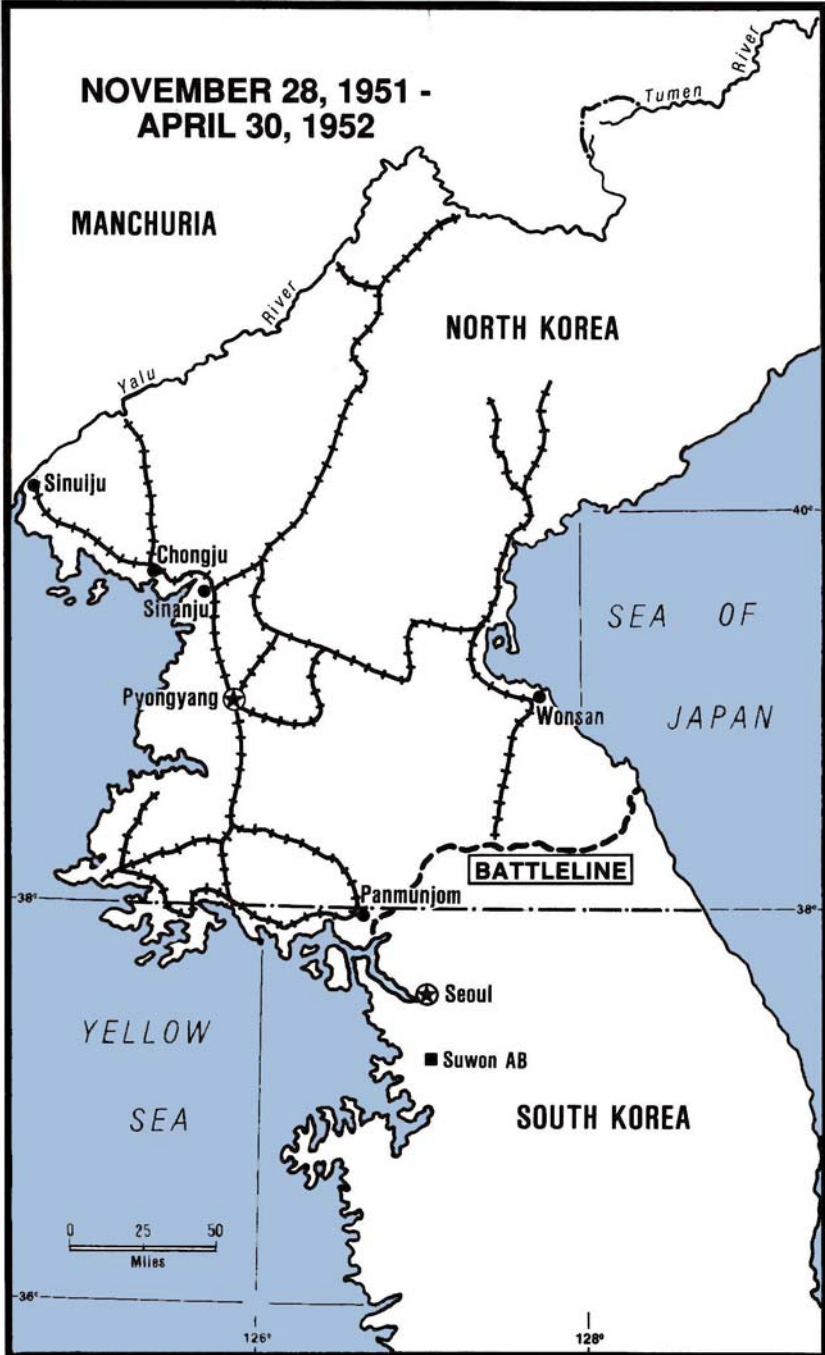 NOVEMBER 28, 1951 -
APRIL 30, 1952
Tumen River
MANCHURIA
Yalu River
NORTH KOREA
Sinuiju
40°
Chongju
Sinanju
SEA OF
JAPAN
Pyongyang
Wonsan
BATTLELINE
38°
Panmunjom
38°
Seoul
YELLOW
SEA
Suwon AB
SOUTH KOREA
0 25 50
Miles
36°
126°
128°